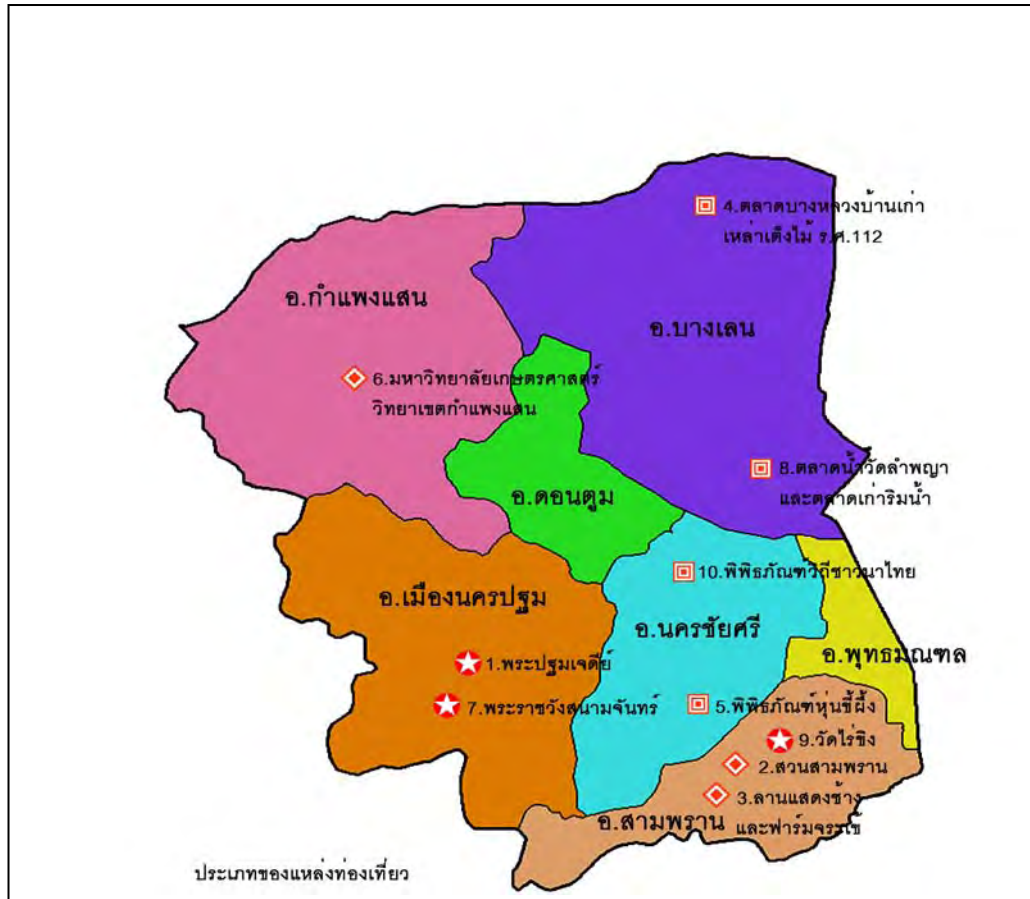 4.ตลาดบางหลวงบ้านเก่า
เหล่าเต็งไม้ ร.ศ.112
อ.กำแพงแสน
อ.บางเลน
6.มหาวิทยาลัยเกษตรศาสตร์
วิทยาเขตกำแพงแสน
8.ตลาดน้ำวัดลำพญา
และตลาดเก่าริมน้ำ
อ.ดอนตูม
10.พิพิธภัณฑ์วิถีชาวนาไทย
อ.เมืองนครปฐม
อ.นครชัยศรี
อ.พุทธมณฑล
1.พระปฐมเจดีย์
7.พระราชวังสนามจันทร์
5.พิพิธภัณฑ์หุ่นขี้ผึ้ง
9.วัดไร่ขิง
2.สวนสามพราน
3.ลานแสดงช้าง
และฟาร์มจระเข้
อ.สามพราน
ประเภทของแหล่งท่องเที่ยว